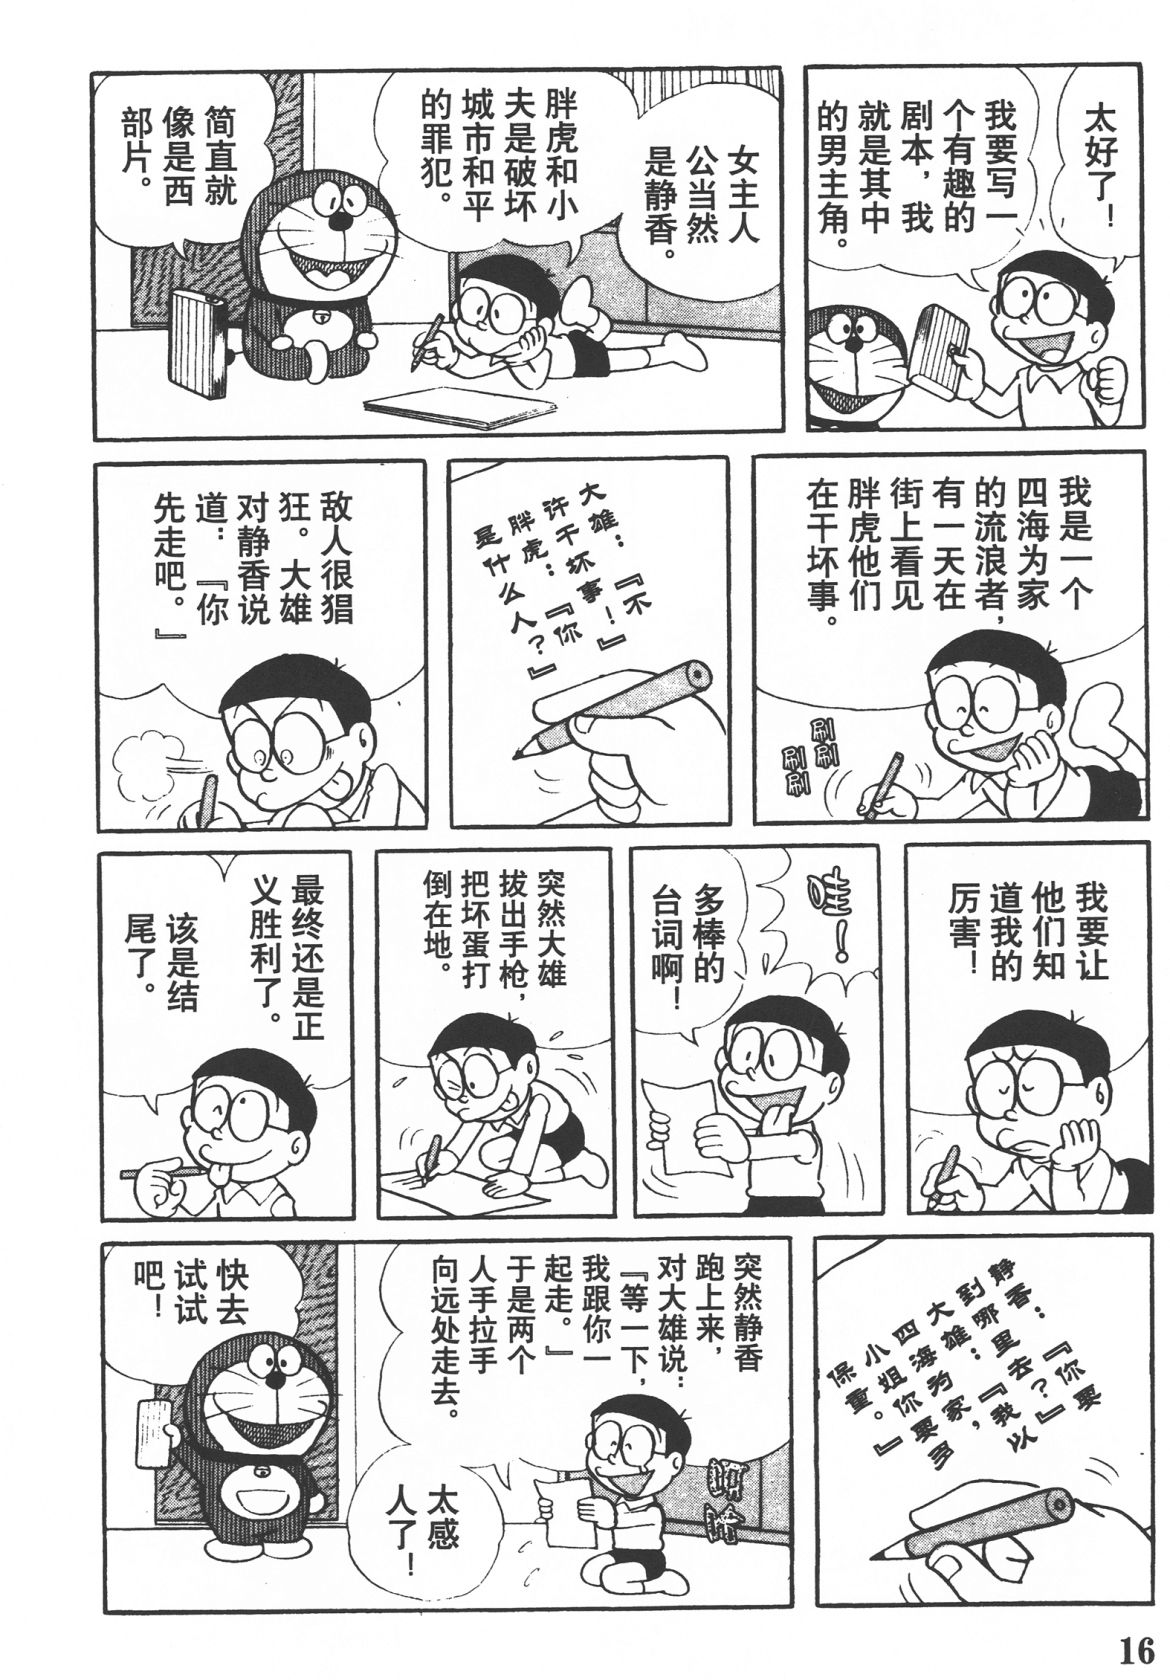 太好了！
我要写一
个有趣的
剧本，我
就是其中
的男主角。
女主人
公当然
是静香。
胖虎和小
夫是破坏
城市和平
的罪犯。
简直就
像是西
部片。
我是一个
四海为家
的流浪者，
有一天在
街上看见
胖虎他们
在干坏事。
刷
刷
刷
刷
大雄：『不
许干坏事！』
胖虎：『你
是什么人？』
敌人很猖
狂。大雄
对静香说
道：『你
先走吧。』
我要让
他们知
道我的
厉害！
哇！
多棒的
台词啊！
突然大雄
拔出手枪，
把坏蛋打
倒在地。
最终还是正
义胜利了。
该是结
尾了。
静香：『你要
到哪里去？』
大雄：『我以
四海为家，
小姐你要多
保重。』
突然静香
跑上来，
对大雄说：
『等一下，
我跟你一
起走。』
于是两个
人手拉手
向远处走去。
太感
人了！
快去
试试
吧！
16